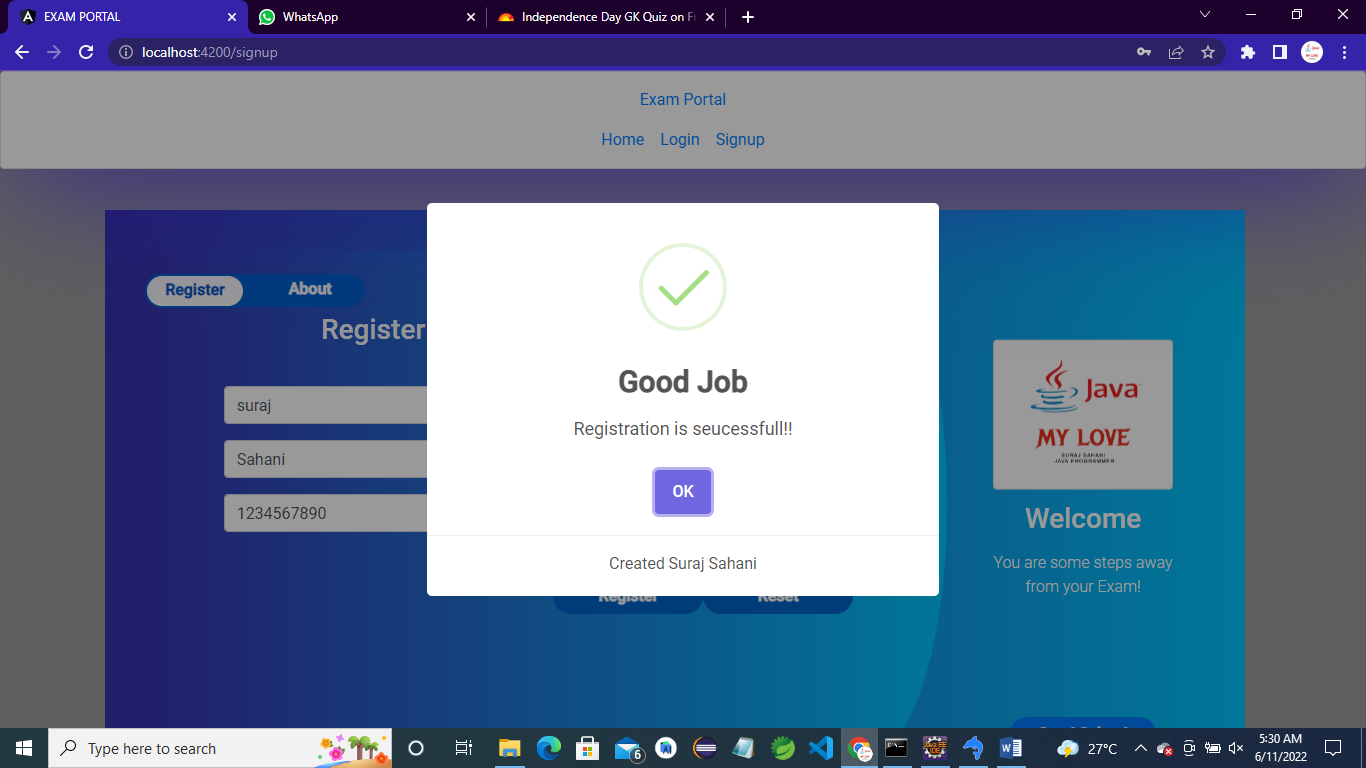 EXAM PORTAL
WhatsApp
Independence Day GK Quiz on Fr
localhost:4200/signup
Exam Portal
Home Login Signup
Register About
Register
suraj
Sahani
1234567890
Good Job
Registration is seucessfull!!
OK
Created Suraj Sahani
Register Reset
Java
MY LOVE
SURAJ SAHANI
JAVA PROGRAMMER
Welcome
You are some steps away
from your Exam!
Type here to search
6
27°C
5:30 AM
6/11/2022